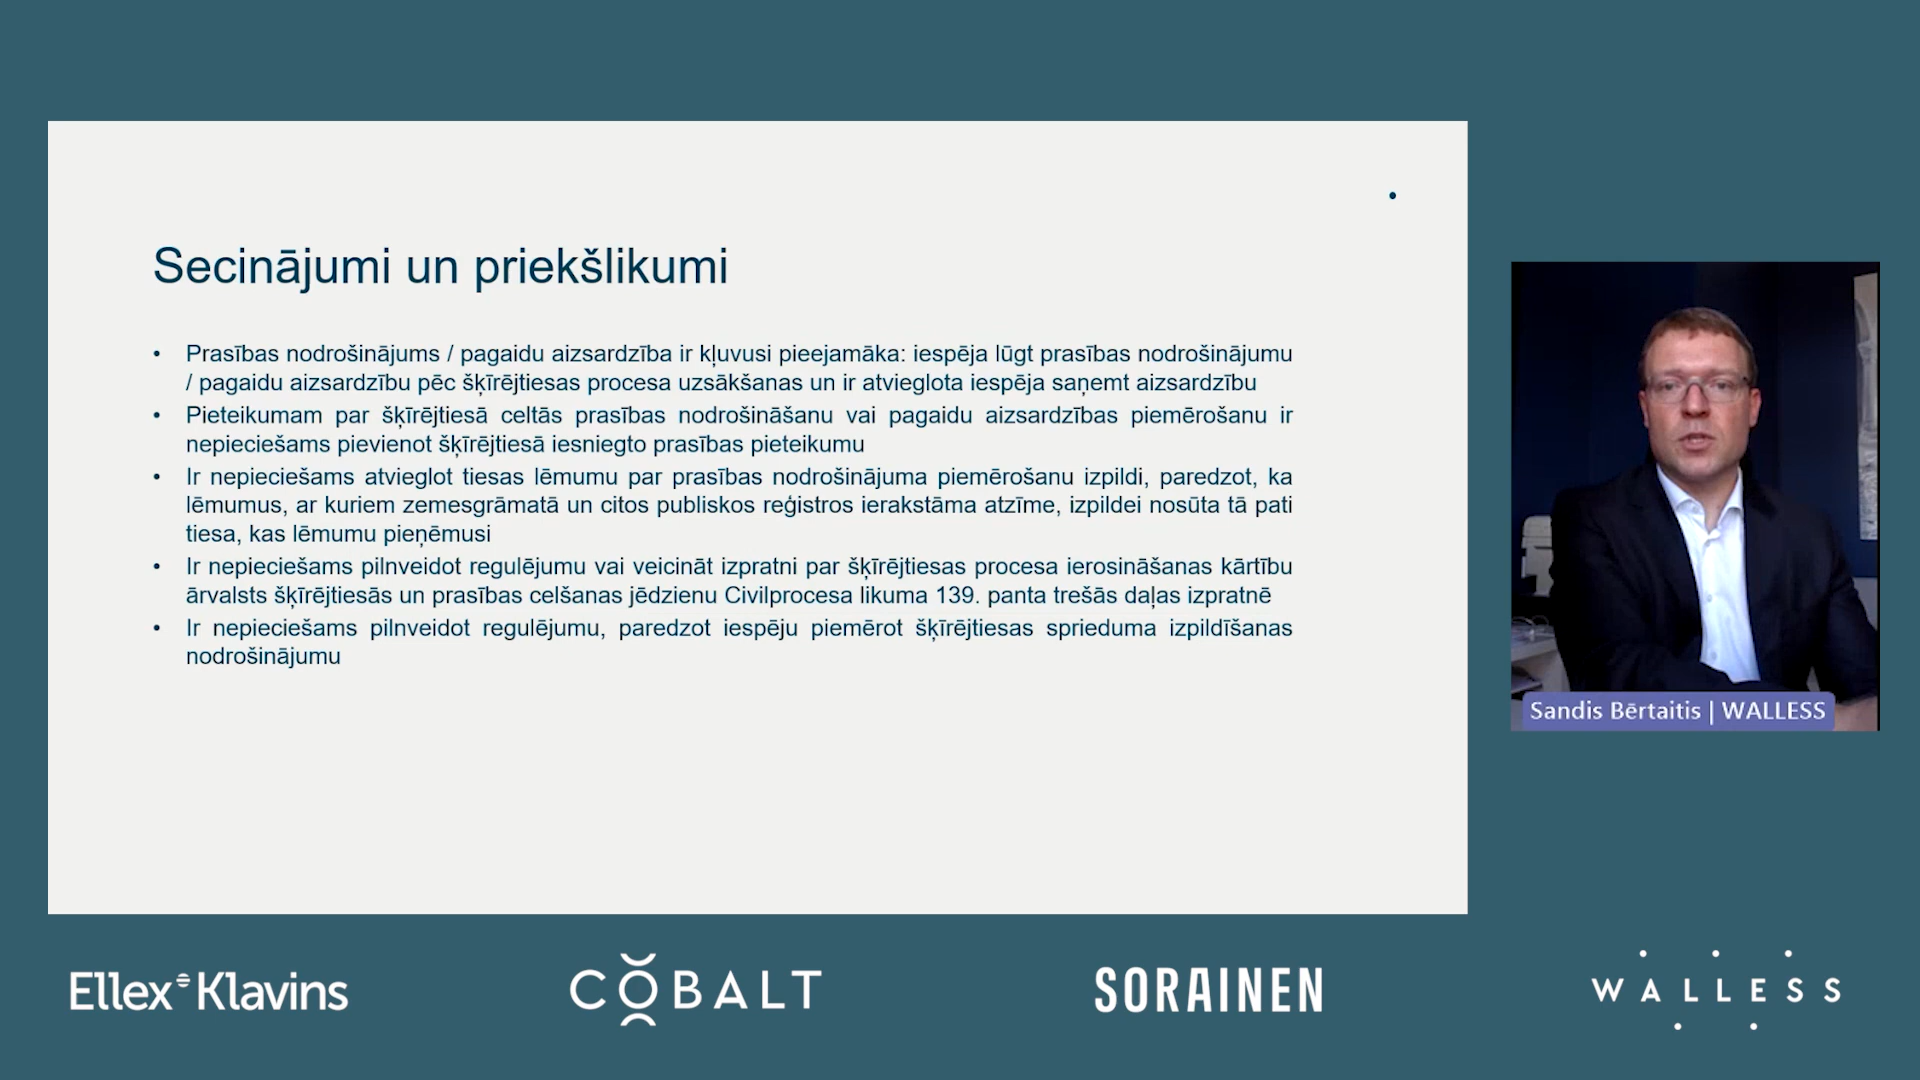 Secinājumi un priekšlikumi
• Prasības nodrošinājums / pagaidu aizsardzība ir kļuvusi pieejamāka: iespēja lūgt prasības nodrošinājumu
/ pagaidu aizsardzību pēc šķīrējtiesas procesa uzsākšanas un ir atvieglota iespēja saņemt aizsardzību
• Pieteikumam par šķīrējtiesā celtās prasības nodrošināšanu vai pagaidu aizsardzības piemērošanu ir
nepieciešams pievienot šķīrējtiesā iesniegto prasības pieteikumu
• Ir nepieciešams atvieglot tiesas lēmumu par prasības nodrošinājuma piemērošanu izpildi, paredzot, ka
lēmumus, ar kuriem zemesgrāmatā un citos publiskos reģistros ierakstāma atzīme, izpildei nosūta tā pati
tiesa, kas lēmumu pieņēmusi
• Ir nepieciešams pilnveidot regulējumu vai veicināt izpratni par šķīrējtiesas procesa ierosināšanas kārtību
ārvalsts šķīrējtiesās un prasības celšanas jēdzienu Civilprocesa likuma 139. panta trešās daļas izpratnē
• Ir nepieciešams pilnveidot regulējumu, paredzot iespēju piemērot šķīrējtiesas sprieduma izpildīšanas
nodrošinājumu
Sandis Bērtaitis | WALLESS
Ellex Klavins
COBALT
SORAINEN
WALLESS